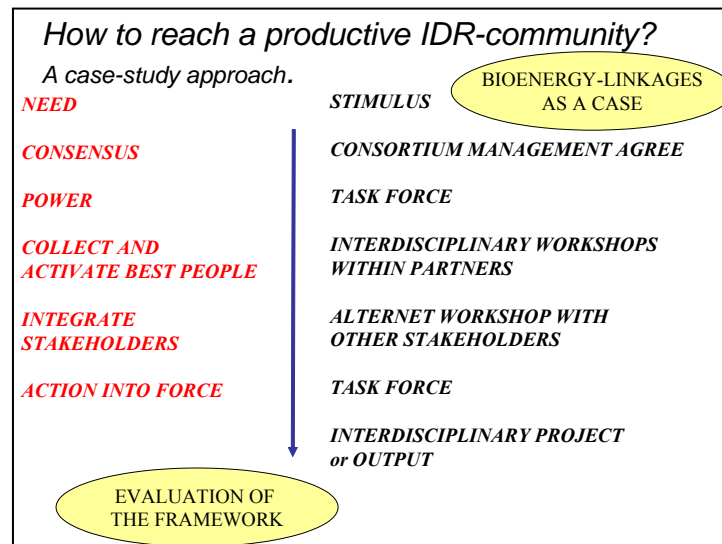 How to reach a productive IDR-community?
A case-study approach.
BIOENERGY-LINKAGES
AS A CASE
NEED
STIMULUS
CONSENSUS
CONSORTIUM MANAGEMENT AGREE
POWER
TASK FORCE
COLLECT AND
ACTIVATE BEST PEOPLE
INTERDISCIPLINARY WORKSHOPS
WITHIN PARTNERS
INTEGRATE
STAKEHOLDERS
ALTERNET WORKSHOP WITH
OTHER STAKEHOLDERS
ACTION INTO FORCE
TASK FORCE
INTERDISCIPLINARY PROJECT
or OUTPUT
EVALUATION OF
THE FRAMEWORK